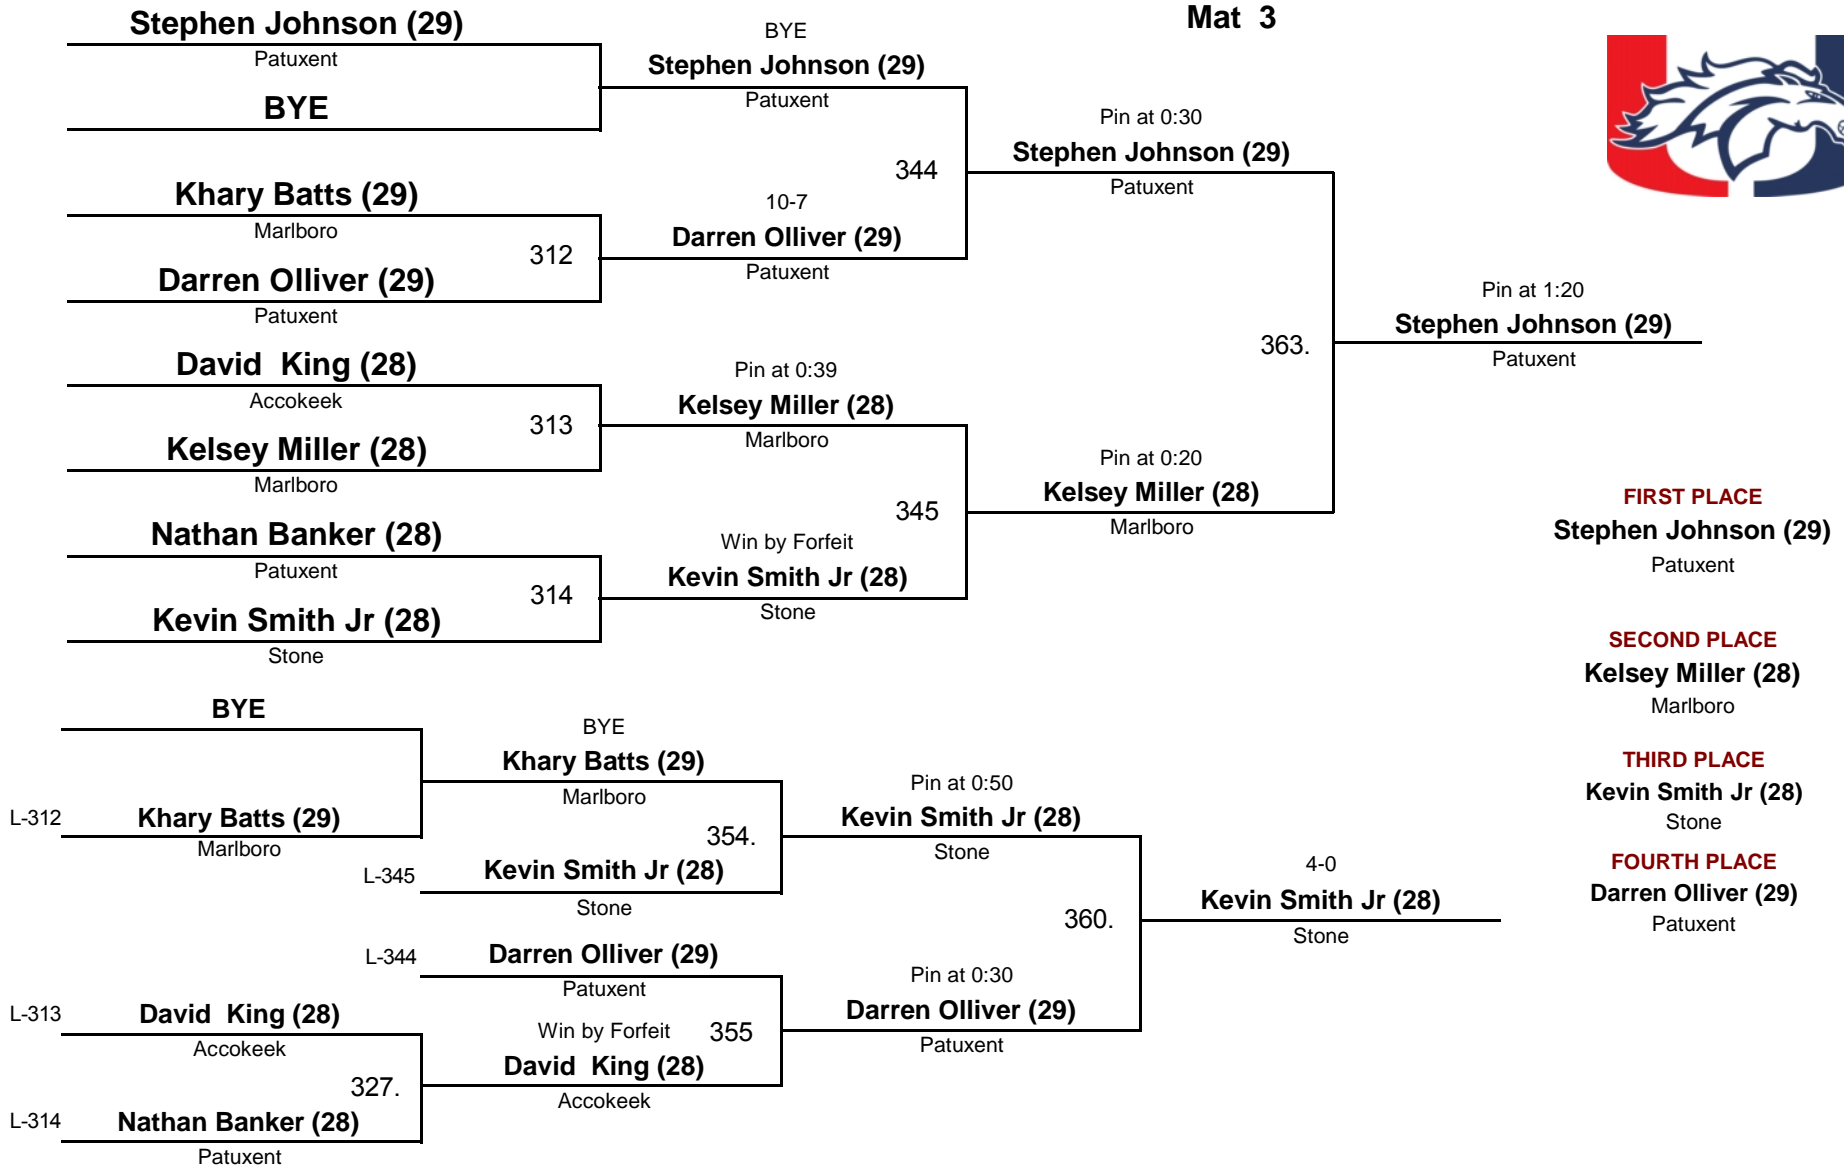 Mat 3
Stephen Johnson (29)
Patuxent
BYE
Khary Batts (29)
Marlboro
312
Darren Olliver (29)
Patuxent
David King (28)
Accokeek
313
Kelsey Miller (28)
Marlboro
Nathan Banker (28)
Patuxent
314
Kevin Smith Jr (28)
Stone
BYE
Stephen Johnson (29)
Patuxent
344
10-7
Darren Olliver (29)
Patuxent
Pin at 0:39
Kelsey Miller (28)
Marlboro
345
Win by Forfeit
Kevin Smith Jr (28)
Stone
Pin at 0:30
Stephen Johnson (29)
Patuxent
363.
Pin at 0:20
Kelsey Miller (28)
Marlboro
Pin at 1:20
Stephen Johnson (29)
Patuxent
FIRST PLACE
Stephen Johnson (29)
Patuxent
SECOND PLACE
Kelsey Miller (28)
Marlboro
THIRD PLACE
Kevin Smith Jr (28)
Stone
FOURTH PLACE
Darren Olliver (29)
Patuxent
BYE
L-312
Khary Batts (29)
Marlboro
L-313
David King (28)
Accokeek
327.
L-314
Nathan Banker (28)
Patuxent
BYE
Khary Batts (29)
Marlboro
354.
L-345
Kevin Smith Jr (28)
Stone
L-344
Darren Olliver (29)
Patuxent
355
Win by Forfeit
David King (28)
Accokeek
Pin at 0:50
Kevin Smith Jr (28)
Stone
360.
Pin at 0:30
Darren Olliver (29)
Patuxent
4-0
Kevin Smith Jr (28)
Stone